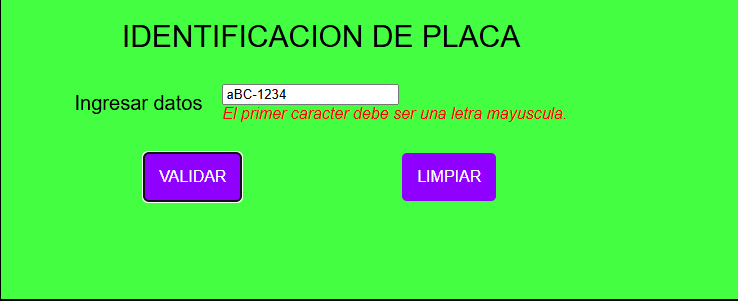 IDENTIFICACION DE PLACA
Ingresar datos
aBC-1234
El primer caracter debe ser una letra mayuscula.
VALIDAR
LIMPIAR